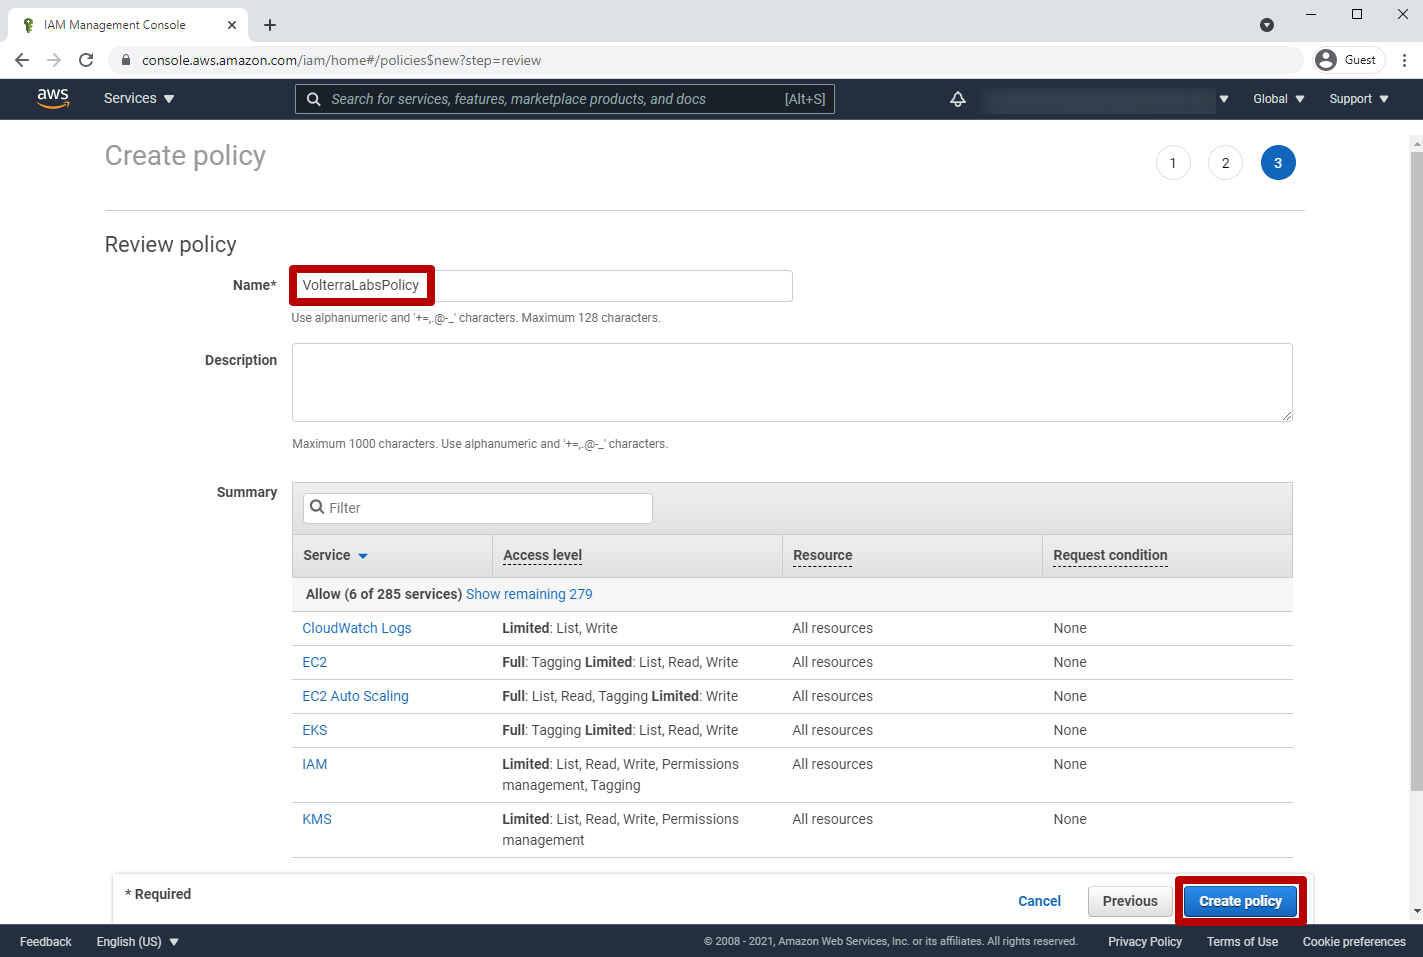 IAM Management Console
console.aws.amazon.com/iam/home#/policies$new?step=review
Guest
aws
Services
Search for services, features, marketplace products, and docs
[Alt+S]
Global
Support
Create policy
1
2
3
Review policy
Name*
VolterraLabsPolicy
Use alphanumeric and '+=,.@-_' characters. Maximum 128 characters.
Description
Maximum 1000 characters. Use alphanumeric and '+=,.@-_' characters.
Summary
Filter
Service
Access level
Resource
Request condition
Allow (6 of 285 services) Show remaining 279
CloudWatch Logs
Limited: List, Write
All resources
None
EC2
Full: Tagging Limited: List, Read, Write
All resources
None
EC2 Auto Scaling
Full: List, Read, Tagging Limited: Write
All resources
None
EKS
Full: Tagging Limited: List, Read, Write
All resources
None
IAM
Limited: List, Read, Write, Permissions
management, Tagging
All resources
None
KMS
Limited: List, Read, Write, Permissions
management
All resources
None
* Required
Cancel
Previous
Create policy
Feedback
English (US)
© 2008 - 2021, Amazon Web Services, Inc. or its affiliates. All rights reserved.
Privacy Policy
Terms of Use
Cookie preferences